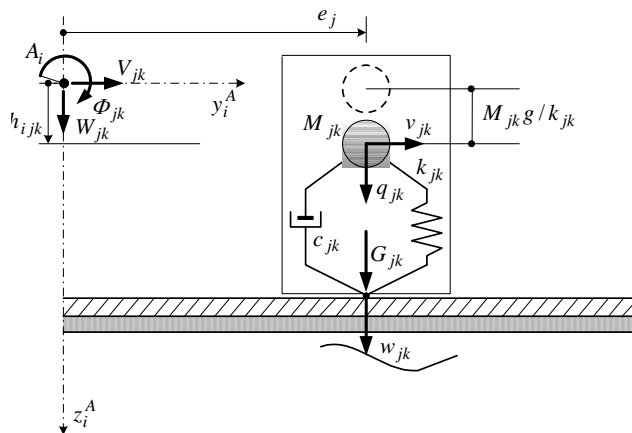 e_j
A_i
V_jk
y_i^A
Φ_jk
h_ijk
W_jk
M_jk
v_jk
M_jk g/k_jk
k_jk
q_jk
c_jk
G_jk
w_jk
z_i^A